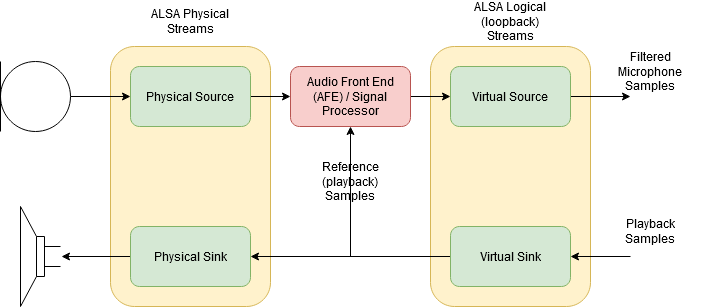 ALSA Physical
Streams
ALSA Logical
(loopback)
Streams
Physical Source
Audio Front End
(AFE) / Signal
Processor
Virtual Source
Filtered
Microphone
Samples
Reference
(playback)
Samples
Physical Sink
Virtual Sink
Playback
Samples